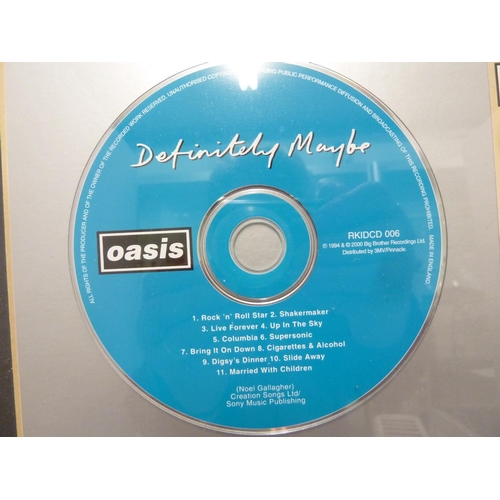 ALL RIGHTS OF THE PRODUCER AND OF THE OWNER OF THE RECORDED WORK RESERVED. UNAUTHORISED PUBLIC PERFORMANCE DIFFUSION AND BROADCASTING OF THIS RECORDING PROHIBITED. MADE IN ENGLAND
Definitely Maybe
oasis
RKIDCD 006
℗ 1994 & © 2000 Big Brother Recordings Ltd.
Distributed by 3MV/Pinnacle.
1. Rock 'n' Roll Star 2. Shakermaker
3. Live Forever 4. Up In The Sky
5. Columbia 6. Supersonic
7. Bring It On Down 8. Cigarettes & Alcohol
9. Digsy's Dinner 10. Slide Away
11. Married With Children
(Noel Gallagher)
Creation Songs Ltd/
Sony Music Publishing